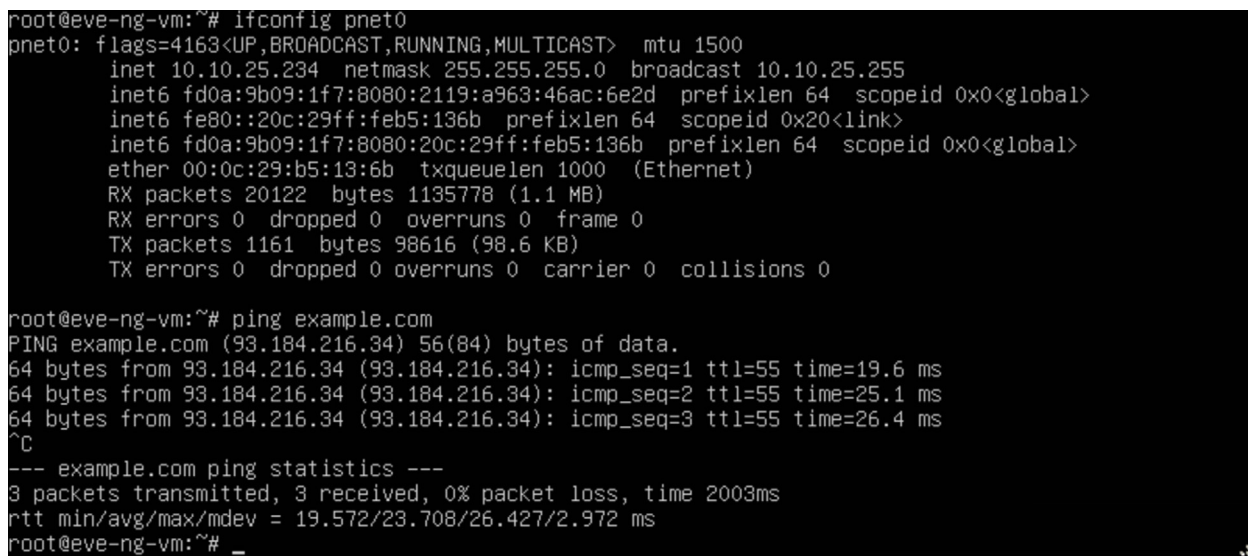 root@eve-ng-vm:~# ifconfig pnet0
pnet0: flags=4163<UP,BROADCAST,RUNNING,MULTICAST>  mtu 1500
        inet 10.10.25.234  netmask 255.255.255.0  broadcast 10.10.25.255
        inet6 fd0a:9b09:1f7:8080:2119:a963:46ac:6e2d  prefixlen 64  scopeid 0x0<global>
        inet6 fe80::20c:29ff:feb5:136b  prefixlen 64  scopeid 0x20<link>
        inet6 fd0a:9b09:1f7:8080:20c:29ff:feb5:136b  prefixlen 64  scopeid 0x0<global>
        ether 00:0c:29:b5:13:6b  txqueuelen 1000  (Ethernet)
        RX packets 20122  bytes 1135778 (1.1 MB)
        RX errors 0  dropped 0  overruns 0  frame 0
        TX packets 1161  bytes 98616 (98.6 KB)
        TX errors 0  dropped 0 overruns 0  carrier 0  collisions 0

root@eve-ng-vm:~# ping example.com
PING example.com (93.184.216.34) 56(84) bytes of data.
64 bytes from 93.184.216.34 (93.184.216.34): icmp_seq=1 ttl=55 time=19.6 ms
64 bytes from 93.184.216.34 (93.184.216.34): icmp_seq=2 ttl=55 time=25.1 ms
64 bytes from 93.184.216.34 (93.184.216.34): icmp_seq=3 ttl=55 time=26.4 ms
^C
--- example.com ping statistics ---
3 packets transmitted, 3 received, 0% packet loss, time 2003ms
rtt min/avg/max/mdev = 19.572/23.708/26.427/2.972 ms
root@eve-ng-vm:~# _